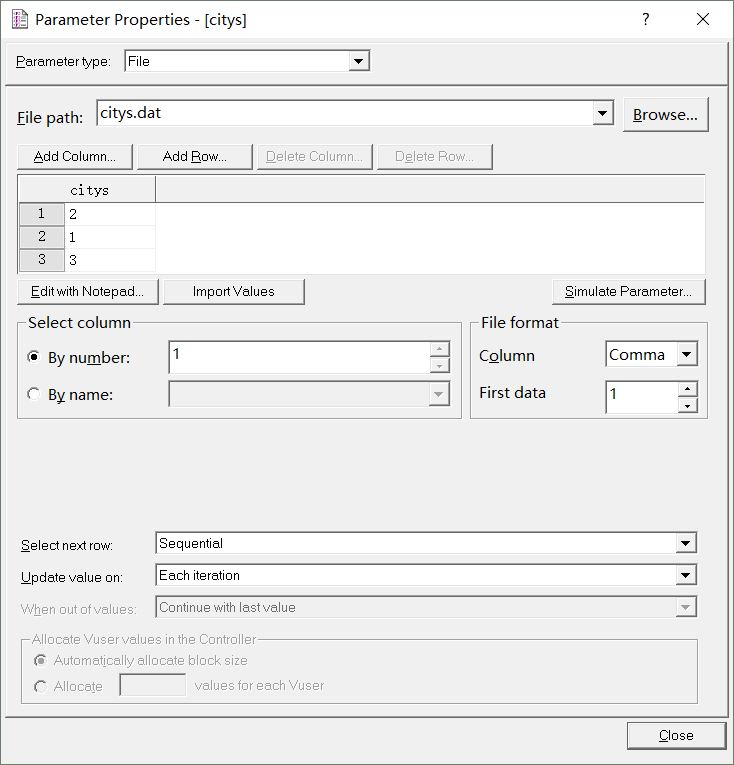 Parameter Properties - [citys]
?
Parameter type: File
File path: citys.dat Browse...
Add Column... Add Row... Delete Column... Delete Row...
citys
1 2
2 1
3 3
Edit with Notepad... Import Values Simulate Parameter...
Select column File format
By number: 1 Column Comma
By name: First data 1
Select next row: Sequential
Update value on: Each iteration
When out of values: Continue with last value
Allocate Vuser values in the Controller
Automatically allocate block size
Allocate values for each Vuser
Close